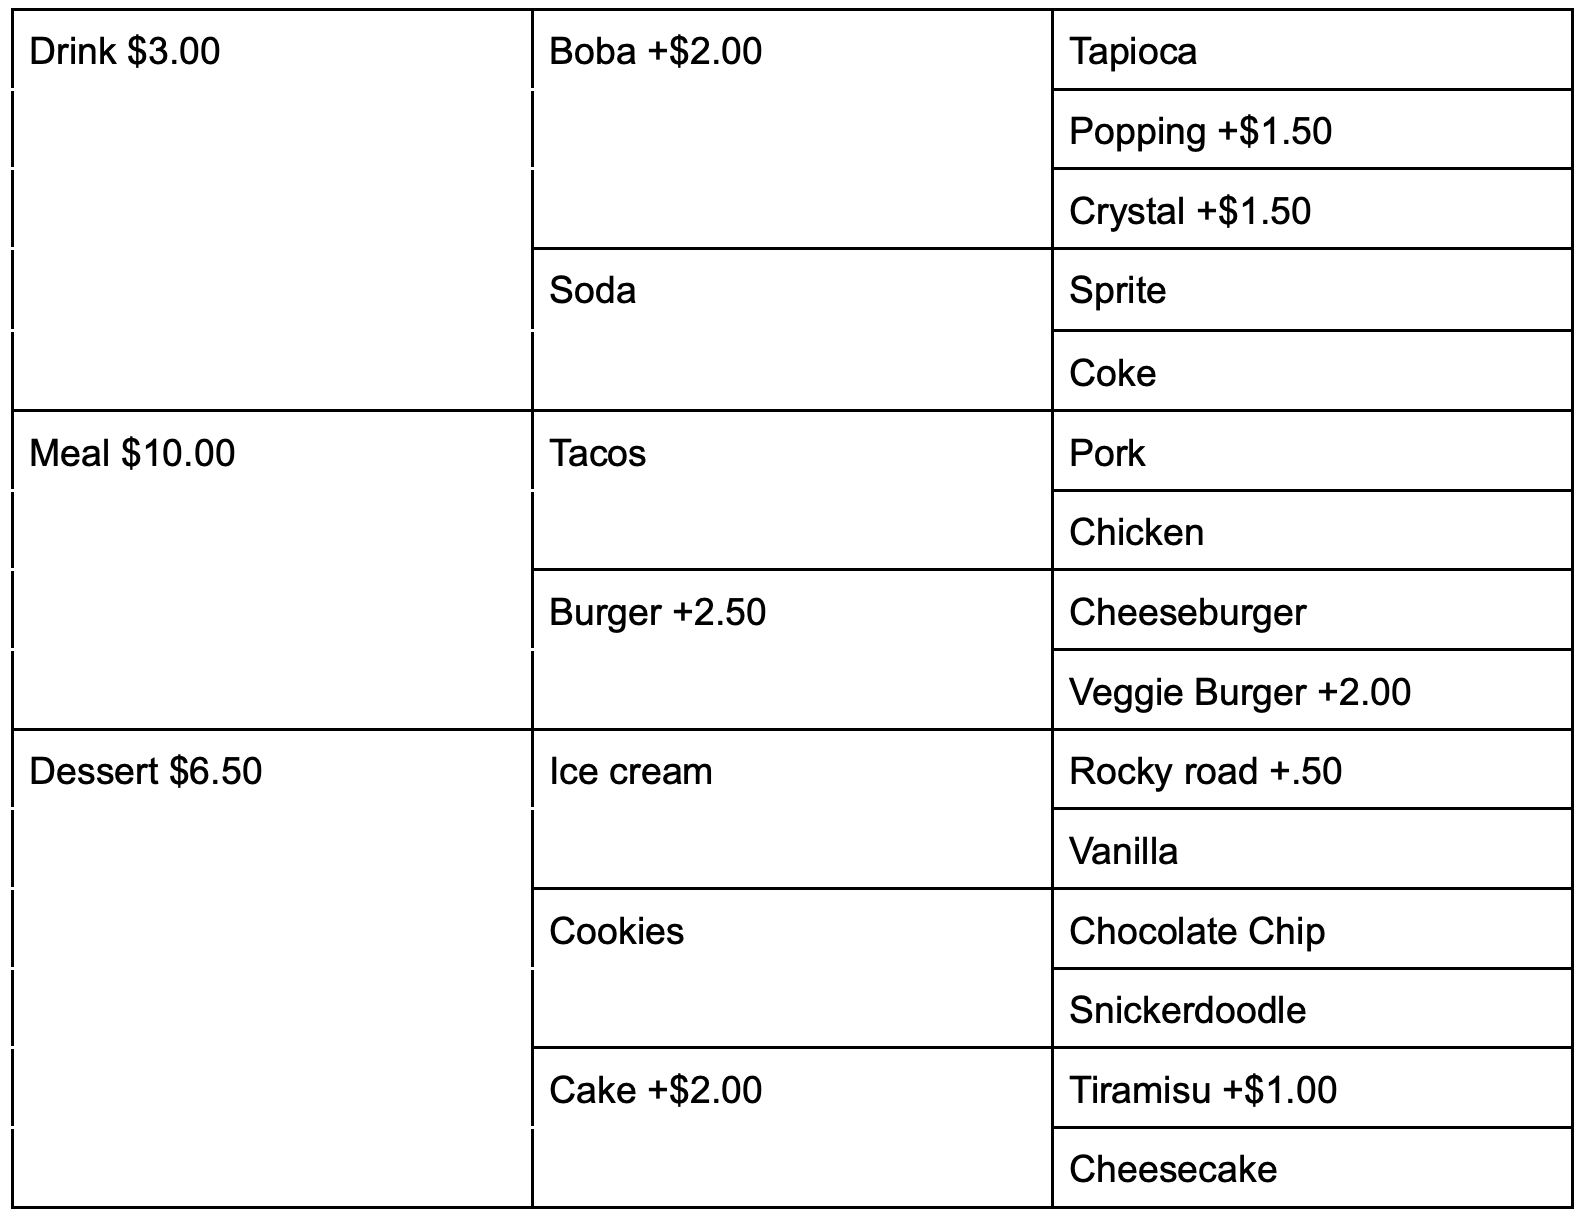 Drink $3.00 Boba +$2.00 Tapioca
Popping +$1.50
Crystal +$1.50
Soda Sprite
Coke
Meal $10.00 Tacos Pork
Chicken
Burger +2.50 Cheeseburger
Veggie Burger +2.00
Dessert $6.50 Ice cream Rocky road +.50
Vanilla
Cookies Chocolate Chip
Snickerdoodle
Cake +$2.00 Tiramisu +$1.00
Cheesecake